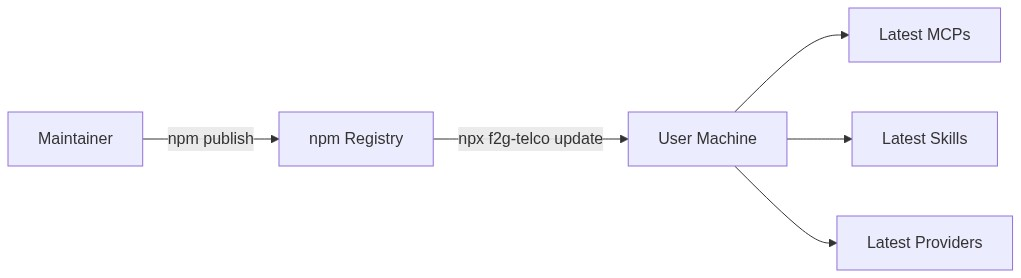 Latest MCPs
Maintainer
npm publish
npm Registry
npx f2g-telco update
User Machine
Latest Skills
Latest Providers